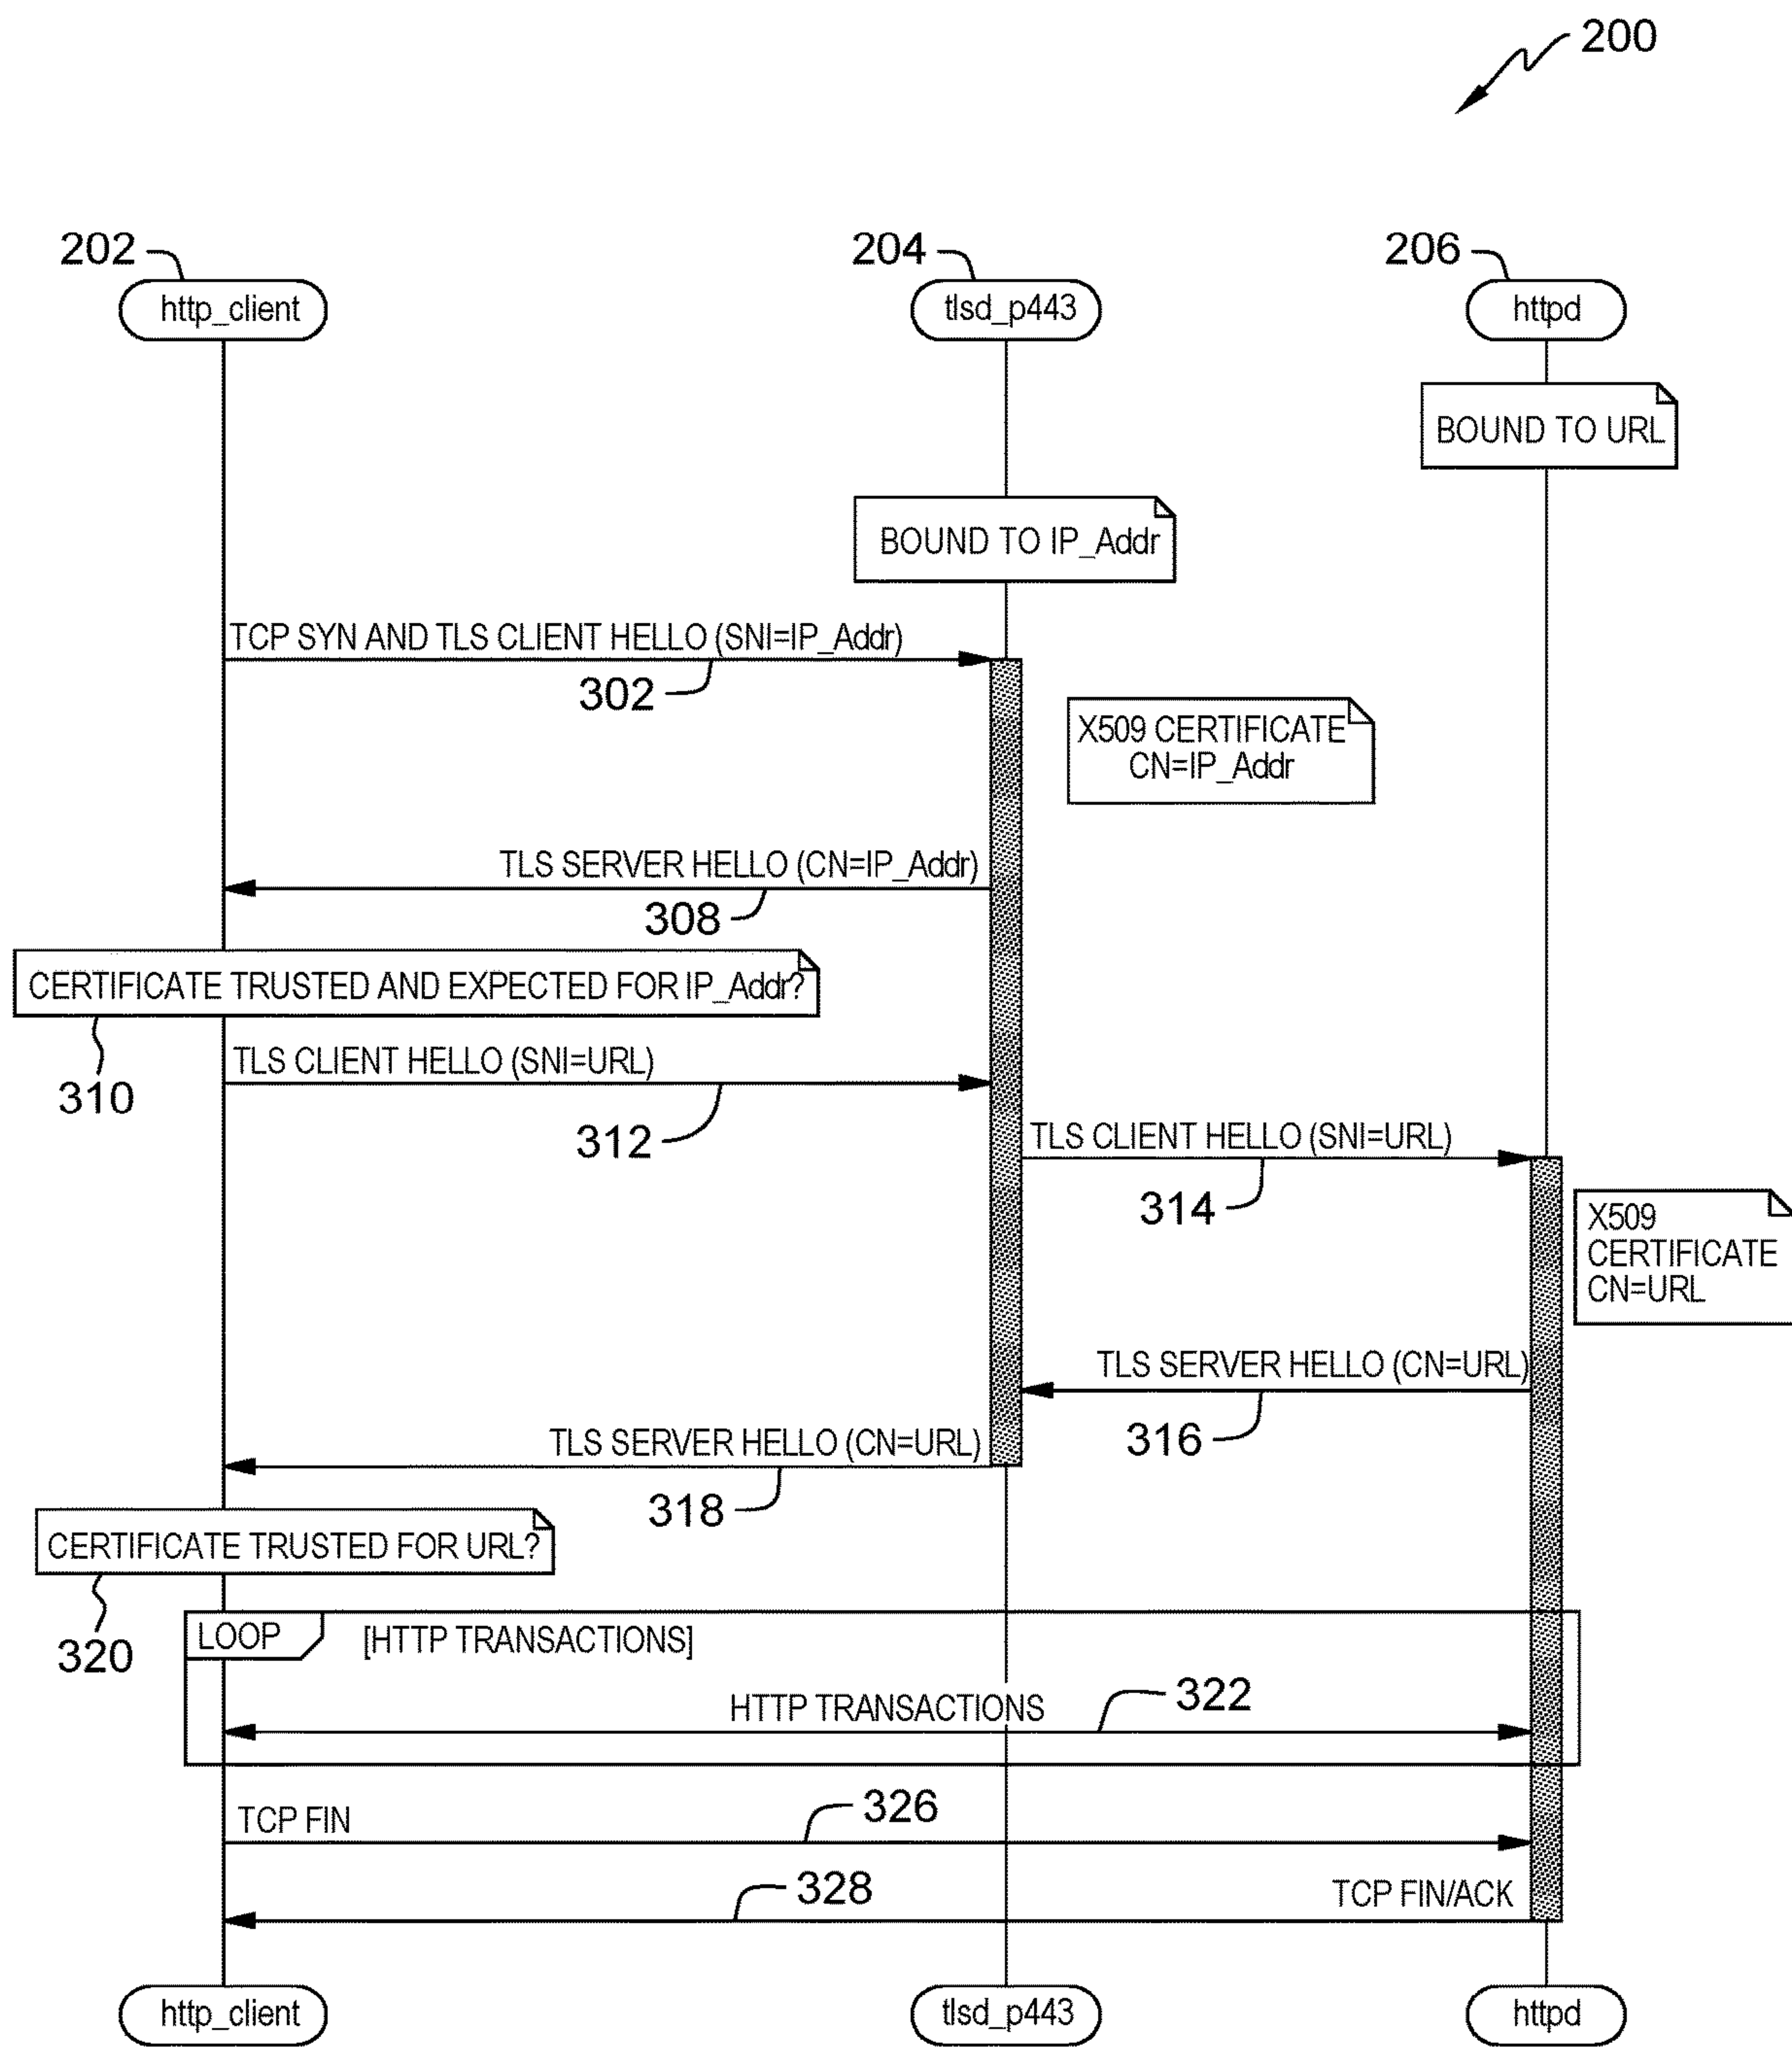 200
202
204
206
http_client
tlsd_p443
httpd
BOUND TO URL
BOUND TO IP_Addr
TCP SYN AND TLS CLIENT HELLO (SNI=IP_Addr)
302
X509 CERTIFICATE
CN=IP_Addr
TLS SERVER HELLO (CN=IP_Addr)
308
CERTIFICATE TRUSTED AND EXPECTED FOR IP_Addr?
310
TLS CLIENT HELLO (SNI=URL)
312
TLS CLIENT HELLO (SNI=URL)
314
X509
CERTIFICATE
CN=URL
TLS SERVER HELLO (CN=URL)
316
TLS SERVER HELLO (CN=URL)
318
CERTIFICATE TRUSTED FOR URL?
320
LOOP
[HTTP TRANSACTIONS]
HTTP TRANSACTIONS
322
TCP FIN
326
328
TCP FIN/ACK
http_client
tlsd_p443
httpd